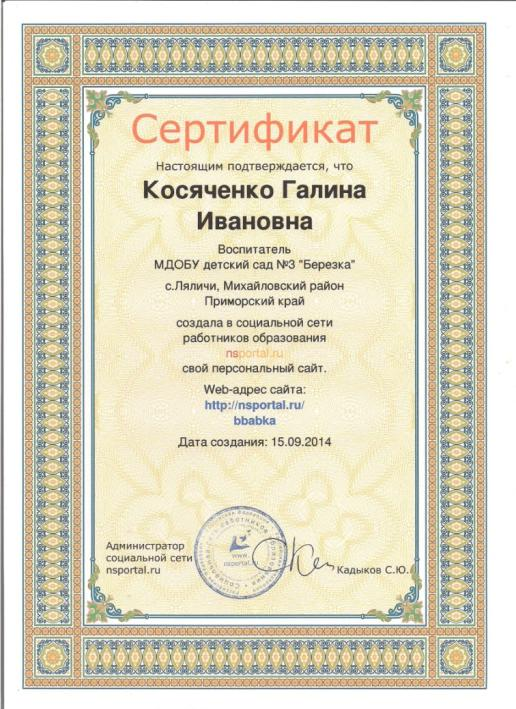 Сертификат
Настоящим подтверждается, что
Косяченко Галина
Ивановна
Воспитатель
МДОБУ детский сад №3 "Березка"
с.Ляличи, Михайловский район
Приморский край
создала в социальной сети
работников образования
nsportal.ru
свой персональный сайт.
Web-адрес сайта:
http://nsportal.ru/
bbabka
Дата создания: 15.09.2014
www.
nsportal.ru
Администратор
социальной сети
nsportal.ru
Кадыков С.Ю.